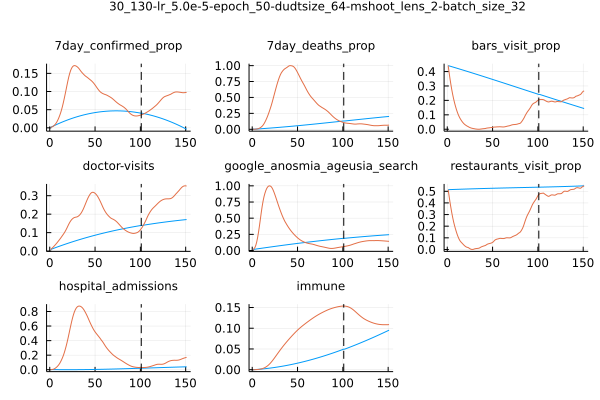 30_130-lr_5.0e-5-epoch_50-dudtsize_64-mshoot_lens_2-batch_size_32
7day_confirmed_prop
7day_deaths_prop
bars_visit_prop
0.15
0.10
0.05
0.00
0 50 100 150
1.00
0.75
0.50
0.25
0.00
0 50 100 150
0.4
0.3
0.2
0.1
0.0
0 50 100 150
doctor-visits
google_anosmia_ageusia_search
restaurants_visit_prop
0.3
0.2
0.1
0.0
0 50 100 150
1.00
0.75
0.50
0.25
0.00
0 50 100 150
0.5
0.4
0.3
0.2
0.1
0.0
0 50 100 150
hospital_admissions
immune
0.8
0.6
0.4
0.2
0.0
0 50 100 150
0.15
0.10
0.05
0.00
0 50 100 150